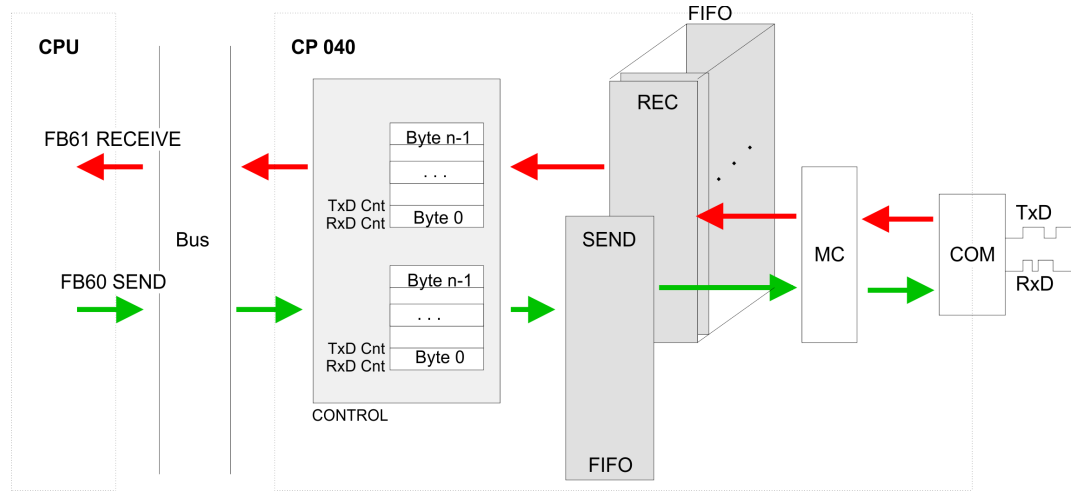 FIFO
CPU
CP 040
REC
FB61 RECEIVE
Byte n-1
. . .
TxD Cnt
RxD Cnt
Byte 0
Bus
SEND
MC
COM
TxD
RxD
FB60 SEND
Byte n-1
. . .
TxD Cnt
RxD Cnt
Byte 0
CONTROL
FIFO